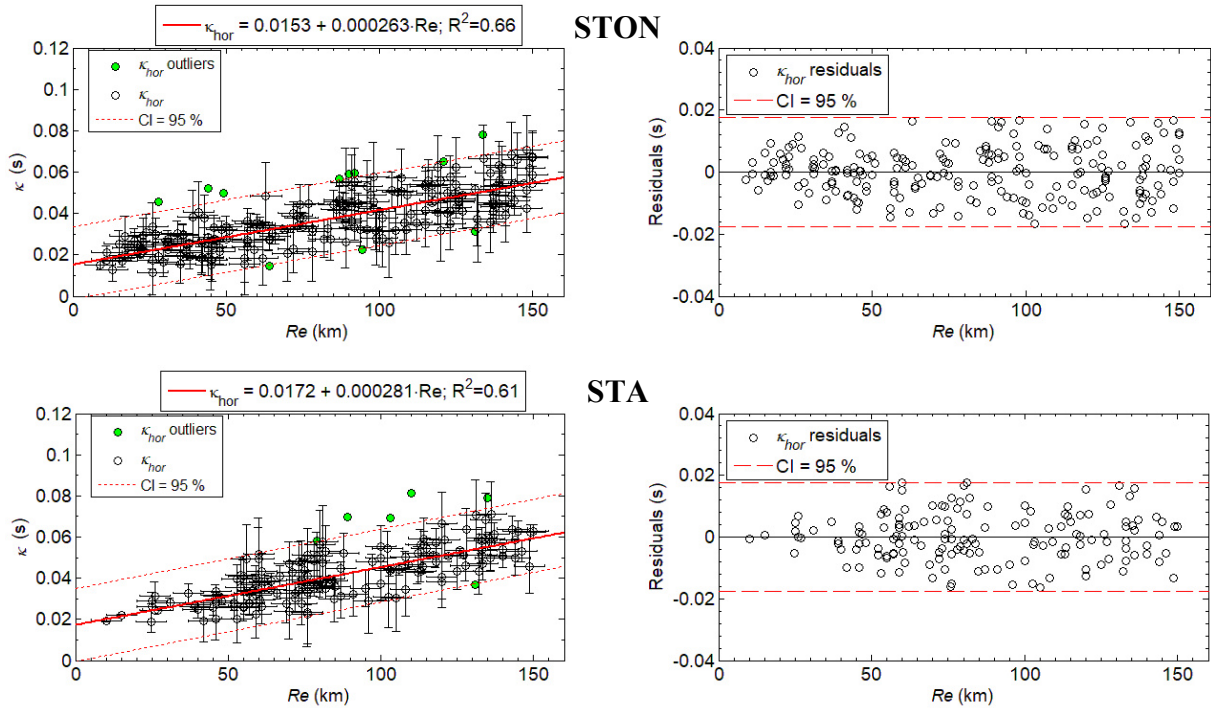 κhor = 0.0153 + 0.000263·Re; R²=0.66
STON
0.12
0.1
0.08
0.06
0.04
0.02
0
κ (s)
κhor outliers
κhor
CI = 95 %
0
50
100
150
Re (km)
0.04
0.02
0
-0.02
-0.04
Residuals (s)
κhor residuals
CI = 95 %
0
50
100
150
Re (km)
κhor = 0.0172 + 0.000281·Re; R²=0.61
STA
0.12
0.1
0.08
0.06
0.04
0.02
0
κ (s)
κhor outliers
κhor
CI = 95 %
0
50
100
150
Re (km)
0.04
0.02
0
-0.02
-0.04
Residuals (s)
κhor residuals
CI = 95 %
0
50
100
150
Re (km)